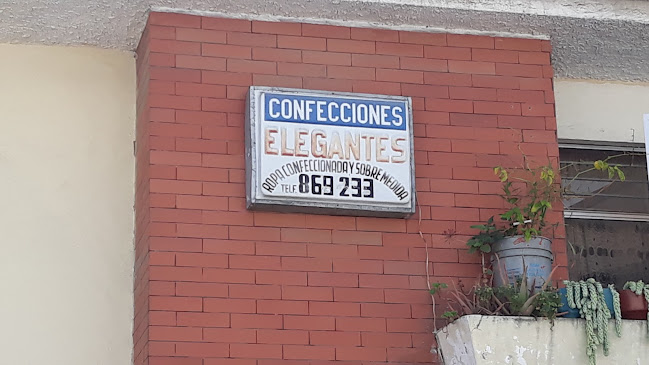 CONFECCIONES
ELEGANTES
ROPA CONFECCIONADA Y SOBRE MEDIDA
TELF. 869 233